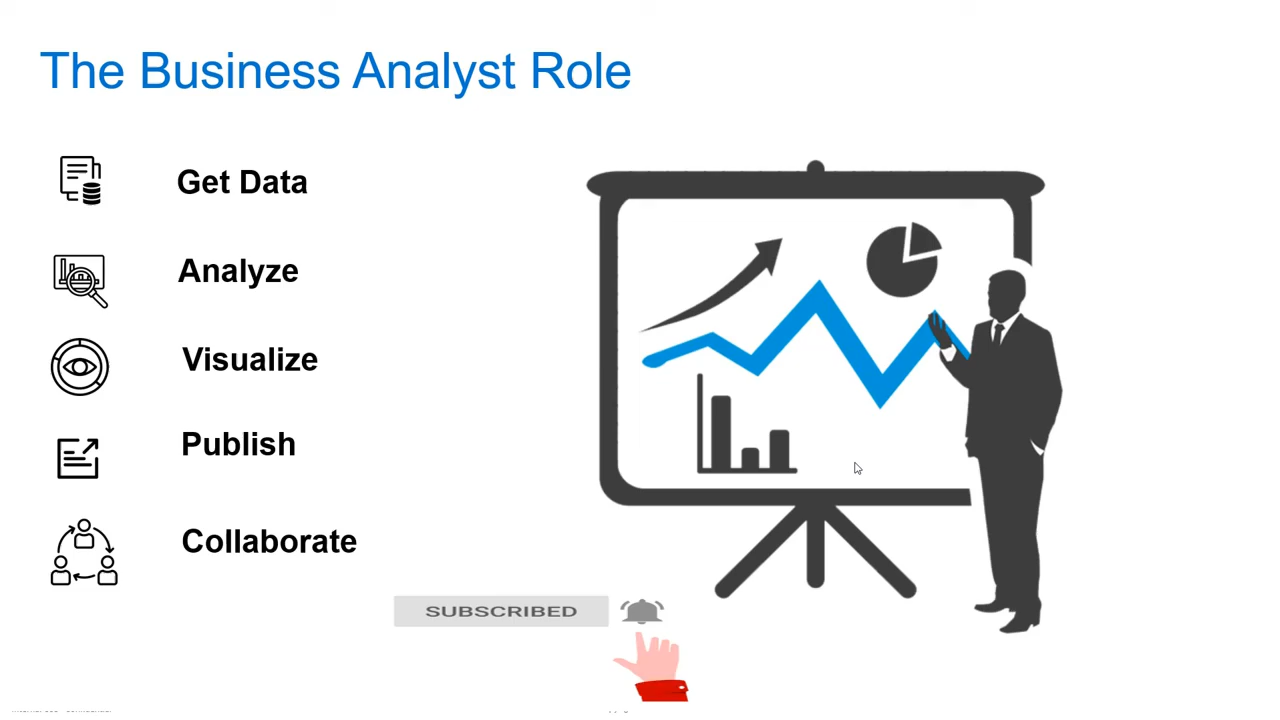 The Business Analyst Role
Get Data
Analyze
Visualize
Publish
Collaborate
SUBSCRIBED